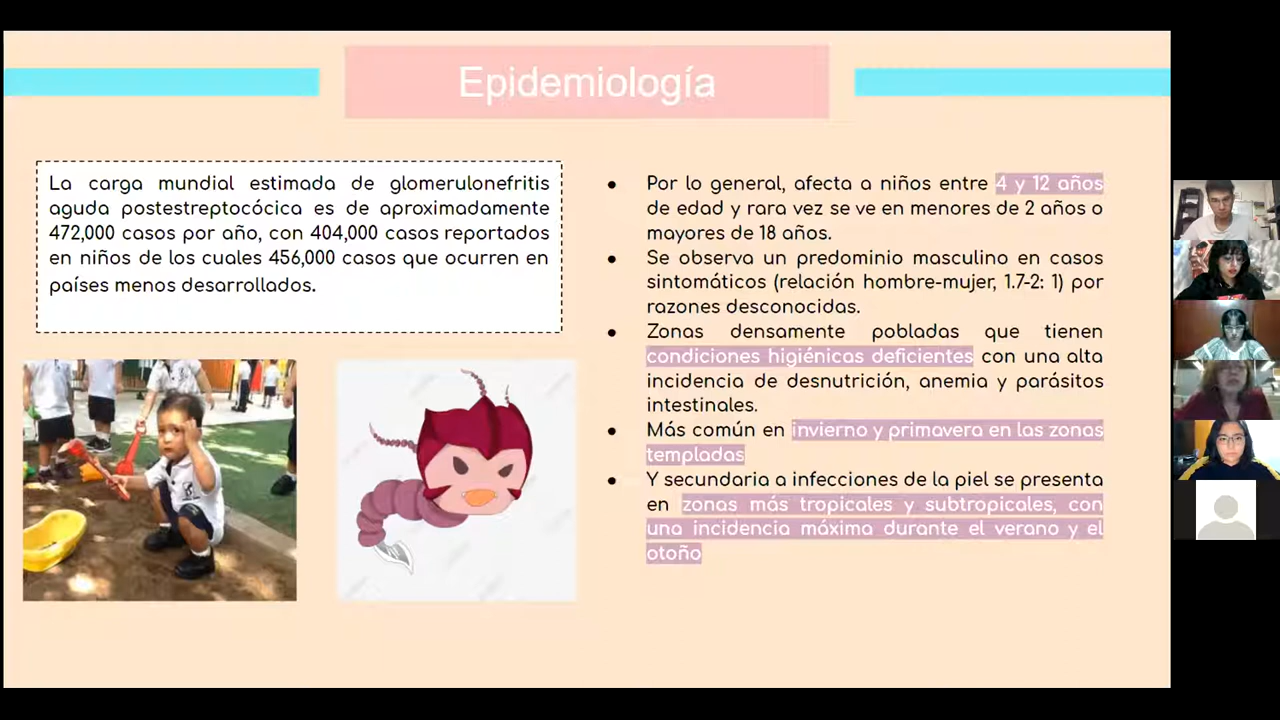 Epidemiología
La carga mundial estimada de glomerulonefritis
aguda postestreptocócica es de aproximadamente
472,000 casos por año, con 404,000 casos reportados
en niños de los cuales 456,000 casos que ocurren en
países menos desarrollados.
● Por lo general, afecta a niños entre 4 y 12 años
de edad y rara vez se ve en menores de 2 años o
mayores de 18 años.
● Se observa un predominio masculino en casos
sintomáticos (relación hombre-mujer, 1.7-2: 1) por
razones desconocidas.
● Zonas densamente pobladas que tienen
condiciones higiénicas deficientes con una alta
incidencia de desnutrición, anemia y parásitos
intestinales.
● Más común en invierno y primavera en las zonas
templadas
● Y secundaria a infecciones de la piel se presenta
en zonas más tropicales y subtropicales, con
una incidencia máxima durante el verano y el
otoño